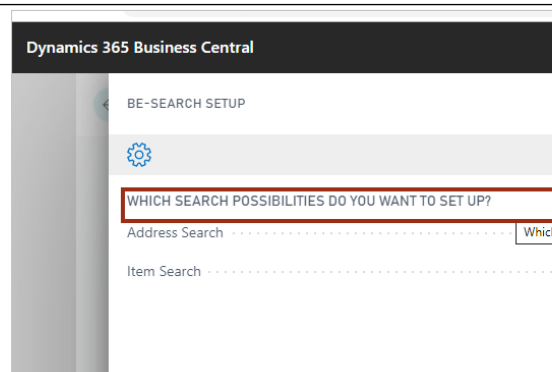 Dynamics 365 Business Central
BE-SEARCH SETUP
WHICH SEARCH POSSIBILITIES DO YOU WANT TO SET UP?
Address Search
Item Search